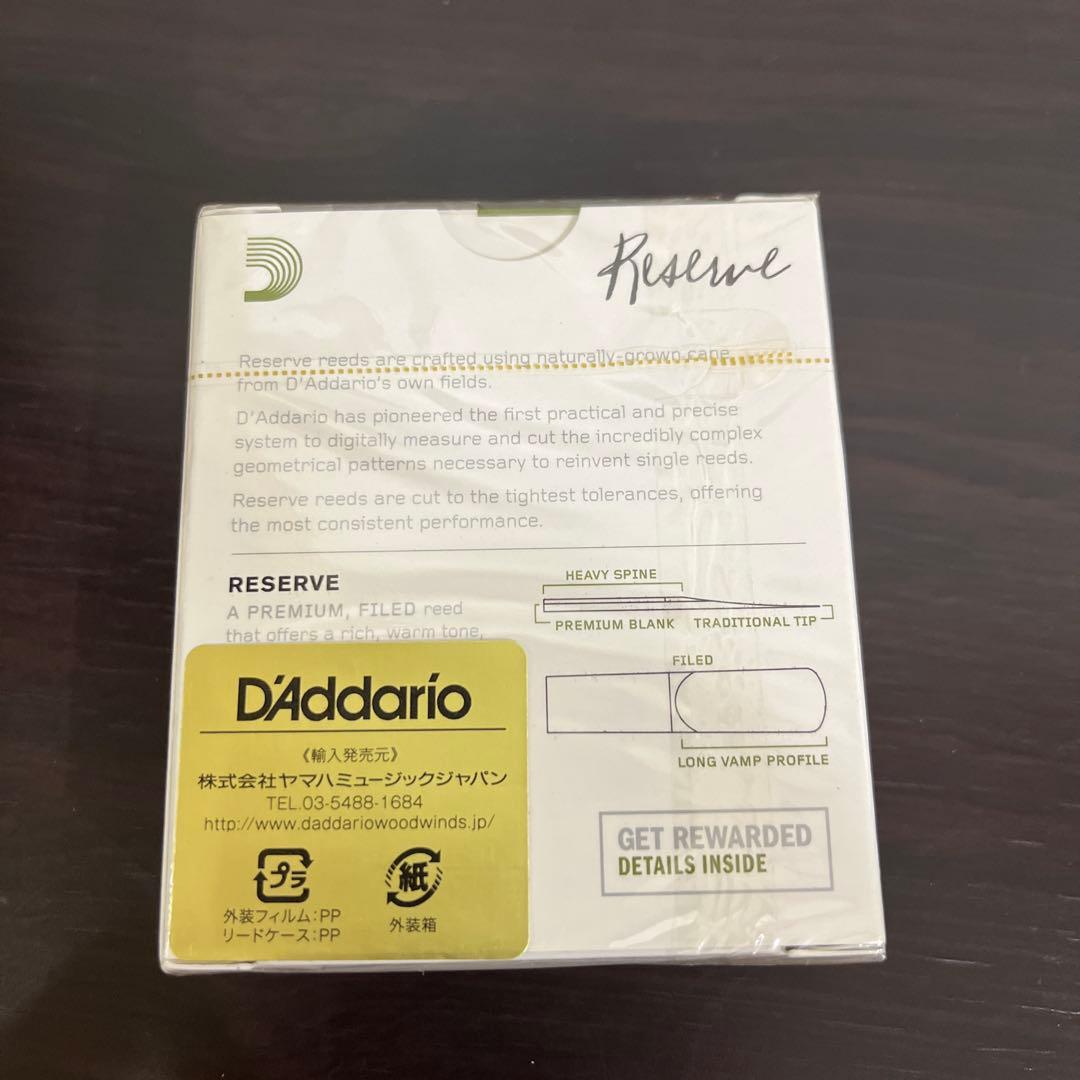 Reserve
Reserve reeds are crafted using naturally-grown cane
from D'Addario's own fields.
D'Addario has pioneered the first practical and precise
system to digitally measure and cut the incredibly complex
geometrical patterns necessary to reinvent single reeds.
Reserve reeds are cut to the tightest tolerances, offering
the most consistent performance.
RESERVE
A PREMIUM, FILED reed
that offers a rich, warm tone,
HEAVY SPINE
PREMIUM BLANK TRADITIONAL TIP
FILED
LONG VAMP PROFILE
GET REWARDED
DETAILS INSIDE
D'Addario
《輸入発売元》
株式会社ヤマハミュージックジャパン
TEL.03-5488-1684
http://www.daddariowoodwinds.jp/
プラ
外装フィルム:PP
リードケース:PP
紙
外装箱